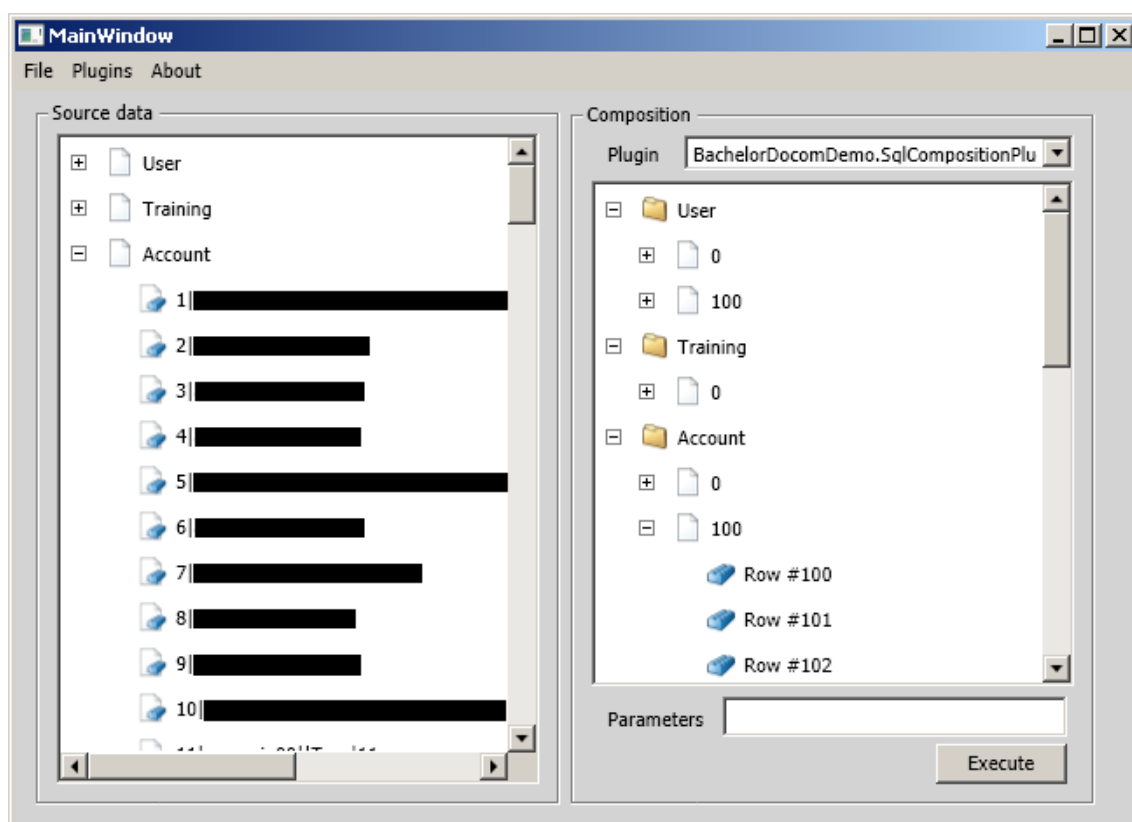 MainWindow
File Plugins About
Source data
User
Training
Account
1|
2|
3|
4|
5|
6|
7|
8|
9|
10|
Composition
Plugin BachelorDocomDemo.SqlCompositionPlu
User
0
100
Training
0
Account
0
100
Row #100
Row #101
Row #102
Parameters
Execute